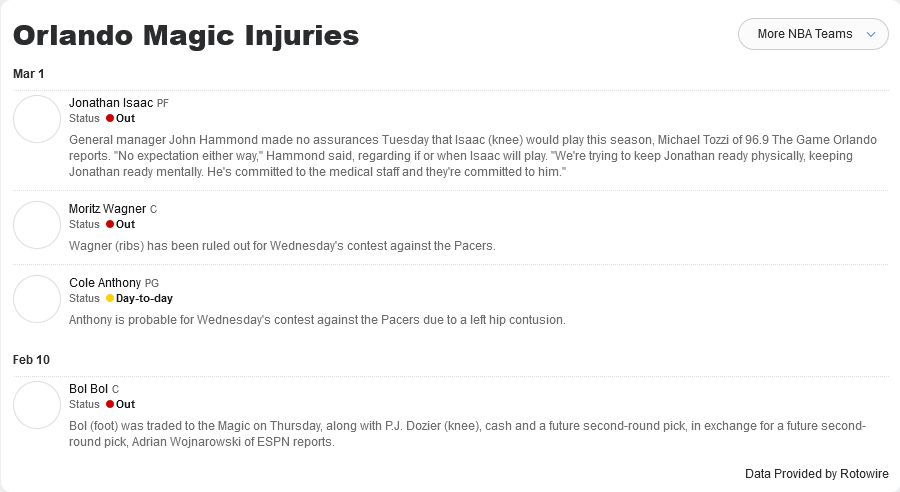 Orlando Magic Injuries
More NBA Teams
Mar 1
Jonathan Isaac PF
Status Out
General manager John Hammond made no assurances Tuesday that Isaac (knee) would play this season, Michael Tozzi of 96.9 The Game Orlando
reports. "No expectation either way," Hammond said, regarding if or when Isaac will play. "We're trying to keep Jonathan ready physically, keeping
Jonathan ready mentally. He's committed to the medical staff and they're committed to him."
Moritz Wagner C
Status Out
Wagner (ribs) has been ruled out for Wednesday's contest against the Pacers.
Cole Anthony PG
Status Day-to-day
Anthony is probable for Wednesday's contest against the Pacers due to a left hip contusion.
Feb 10
Bol Bol C
Status Out
Bol (foot) was traded to the Magic on Thursday, along with P.J. Dozier (knee), cash and a future second-round pick, in exchange for a future second-
round pick, Adrian Wojnarowski of ESPN reports.
Data Provided by Rotowire